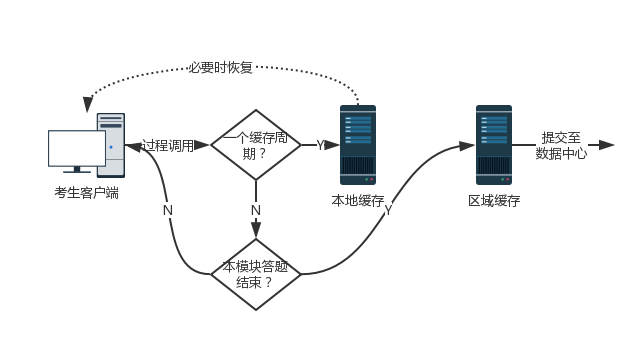 必要时恢复
过程调用
一个缓存周
期？
Y
提交至
数据中心
考生客户端
本地缓存
区域缓存
N
N
Y
本模块答题
结束？